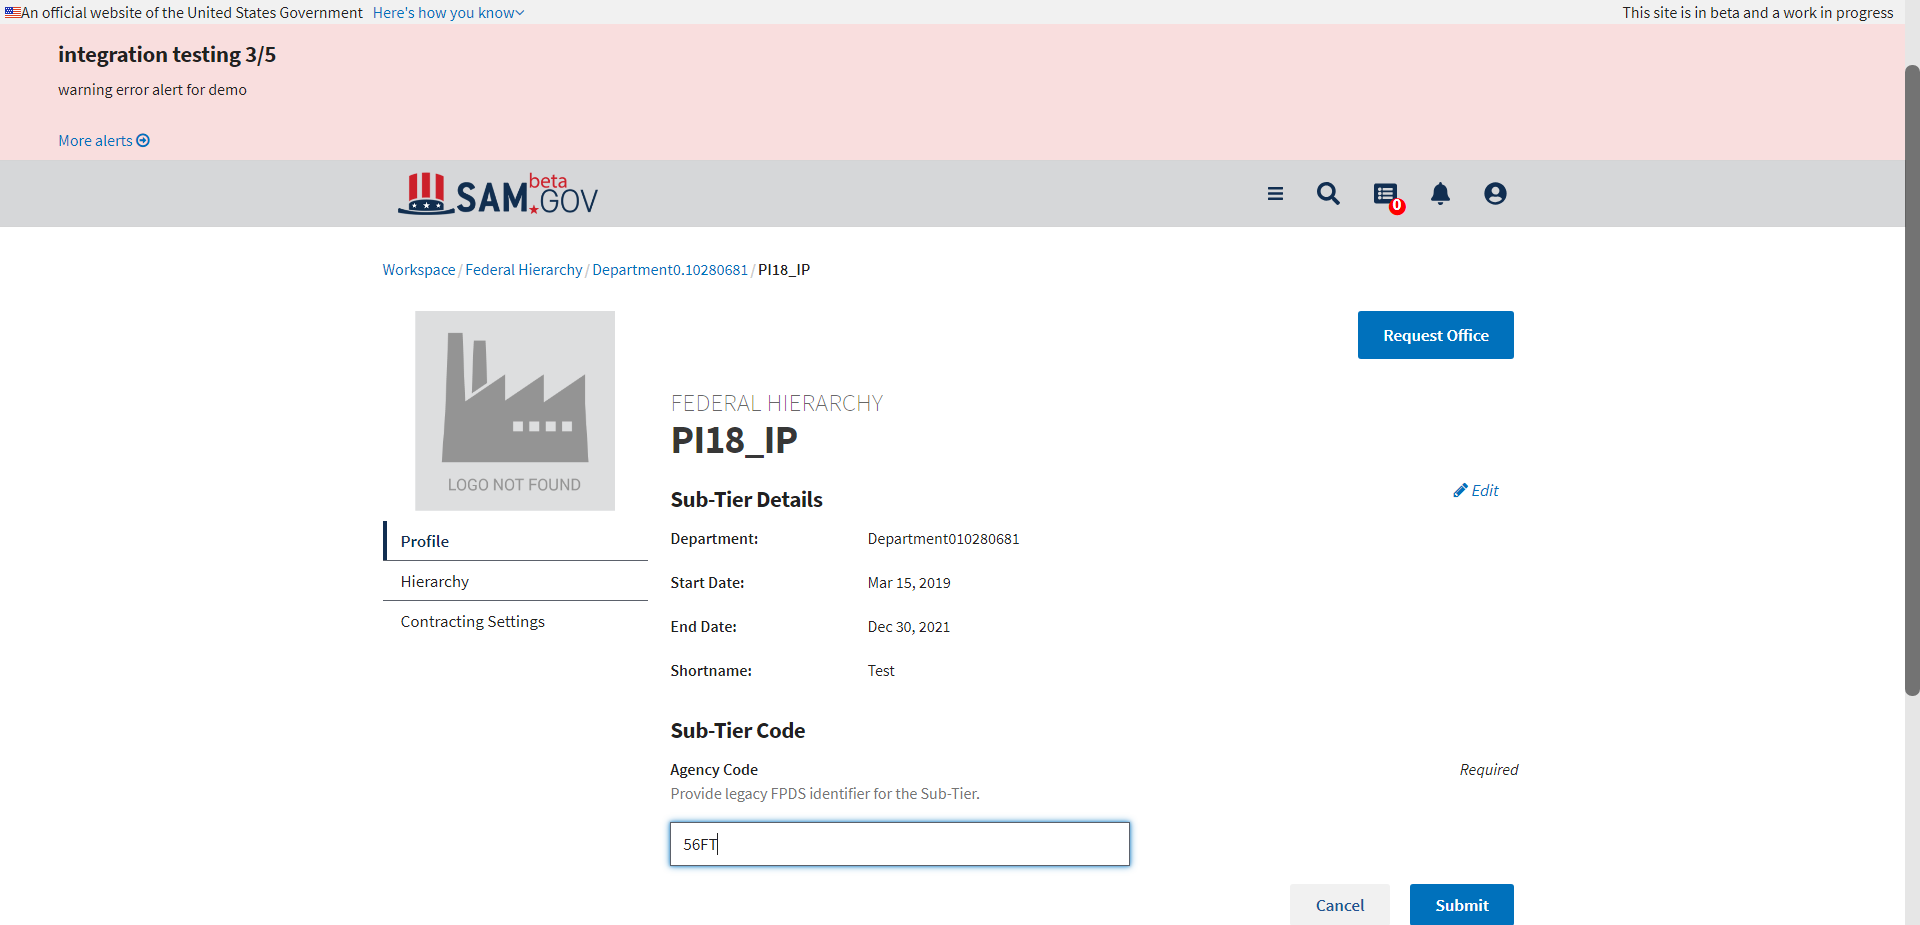 An official website of the United States Government Here's how you know
This site is in beta and a work in progress
integration testing 3/5
warning error alert for demo
More alerts
SAM.GOV beta
0
Workspace / Federal Hierarchy / Department0.10280681 / PI18_IP
LOGO NOT FOUND
Request Office
Profile
Hierarchy
Contracting Settings
FEDERAL HIERARCHY
PI18_IP
Sub-Tier Details
Edit
Department: Department010280681
Start Date: Mar 15, 2019
End Date: Dec 30, 2021
Shortname: Test
Sub-Tier Code
Agency Code Required
Provide legacy FPDS identifier for the Sub-Tier.
56FT
Cancel Submit